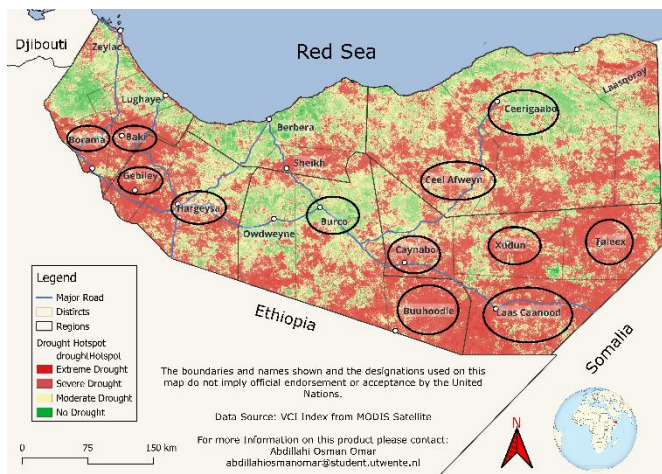 Djibouti
Red Sea
Zeylac
Lughaye
Laasqoray
Ceerigaabo
Berbera
Borama
Baki
Sheikh
Gebiley
Ceel Afweyn
Hargeysa
Burco
Owdweyne
Caynabo
Xudun
Taleex
Buuhoodle
Laas Caanood
Ethiopia
Somalia
Legend
Major Road
Distircts
Regions
Drought Hotspot
droughtHotspot
Extreme Drought
Severe Drought
Moderate Drought
No Drought
0 75 150 km
The boundaries and names shown and the designations used on this
map do not imply official endorsement or acceptance by the United
Nations.
Data Source: VCI Index from MODIS Satellite
For more Information on this product please contact:
Abdillahi Osman Omar
abdillahiosmanomar@student.utwente.nl
N